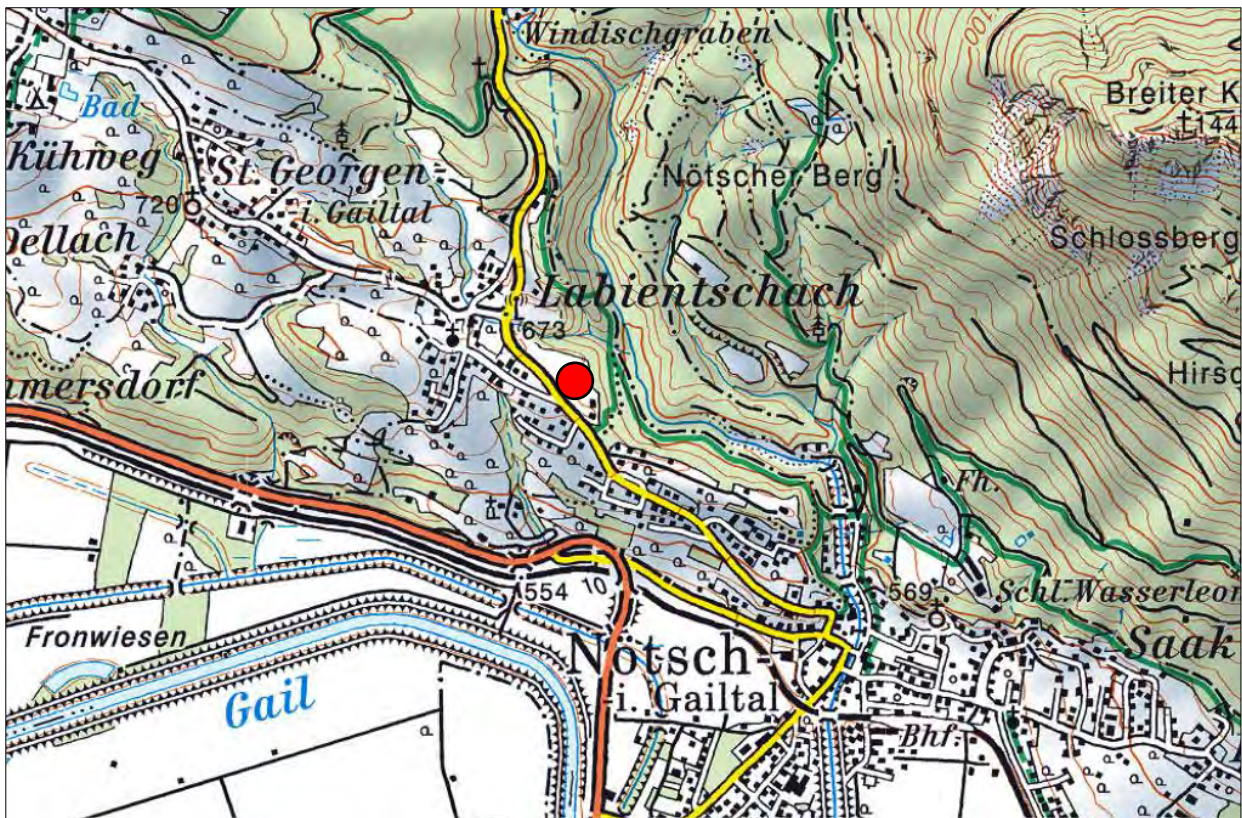 Windischgraben
Breiter K
144
100
Bad
Kühweg
St. Georgen
i. Gailtal
Nötscher Berg
720
Schlossberg
Labientschach
673
Hirsc
mersdorf
Fh.
554
10
569
Schl. Wasserleon
Fronwiesen
Nötsch
i. Gailtal
Saak
Gail
Bhf.